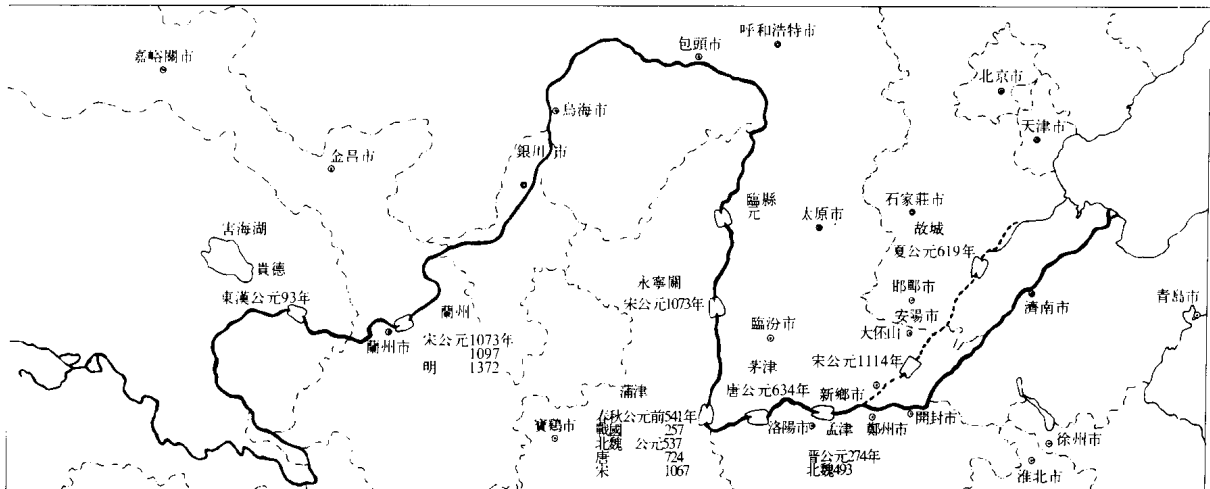 呼和浩特市
包頭市
嘉峪關市
北京市
烏海市
天津市
金昌市
銀川市
臨縣
元
石家莊市
太原市
故城
害海湖
夏公元619年
貴德
永寧關
邯鄲市
東漢公元93年
宋公元1073年
濟南市
青島市
蘭州
安陽市
臨汾市
大伾山
蘭州市
宋公元1073年
1097
明 1372
茅津
宋公元1114年
唐公元634年
新鄉市
蒲津
春秋公元前541年
戰國 257
北魏 公元537
唐 724
宋 1067
寶鷄市
洛陽市
孟津
鄭州市
開封市
晋公元274年
北魏493
徐州市
淮北市